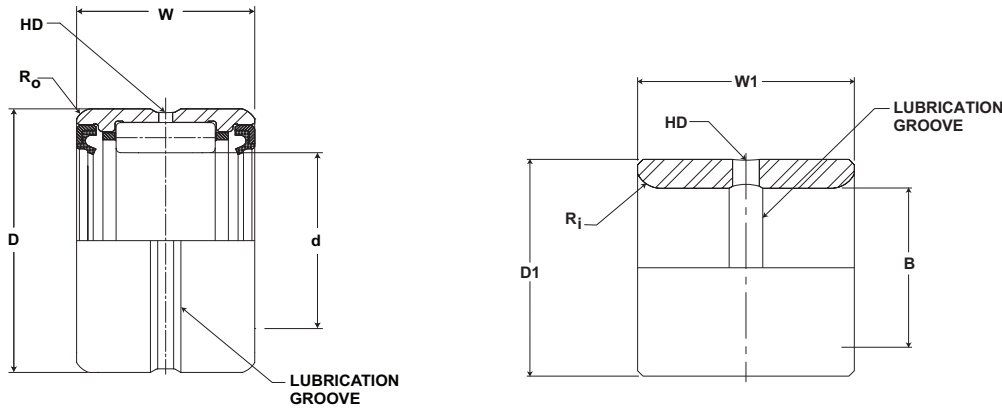 W
HD
Ro
D
d
LUBRICATION
GROOVE
W1
HD
LUBRICATION
GROOVE
Ri
D1
B